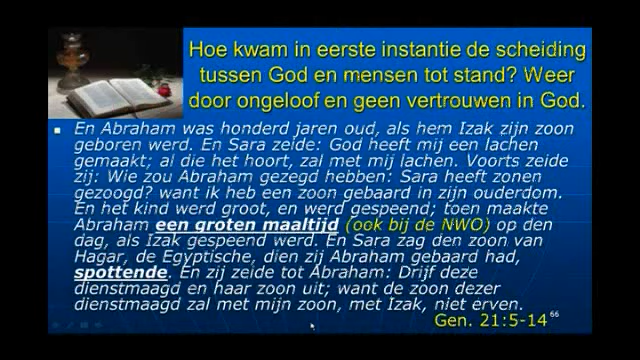 Hoe kwam in eerste instantie de scheiding
tussen God en mensen tot stand? Weer
door ongeloof en geen vertrouwen in God.
En Abraham was honderd jaren oud, als hem Izak zijn zoon
geboren werd. En Sara zeide: God heeft mij een lachen
gemaakt; al die het hoort, zal met mij lachen. Voorts zeide
zij: Wie zou Abraham gezegd hebben: Sara heeft zonen
gezoogd? want ik heb een zoon gebaard in zijn ouderdom.
En het kind werd groot, en werd gespeend; toen maakte
Abraham een groten maaltijd (ook bij de NWO) op den
dag, als Izak gespeend werd. En Sara zag den zoon van
Hagar, de Egyptische, dien zij Abraham gebaard had,
spottende. En zij zeide tot Abraham: Drijf deze
dienstmaagd en haar zoon uit; want de zoon dezer
dienstmaagd zal met mijn zoon, met Izak, niet erven.
Gen. 21:5-14 66